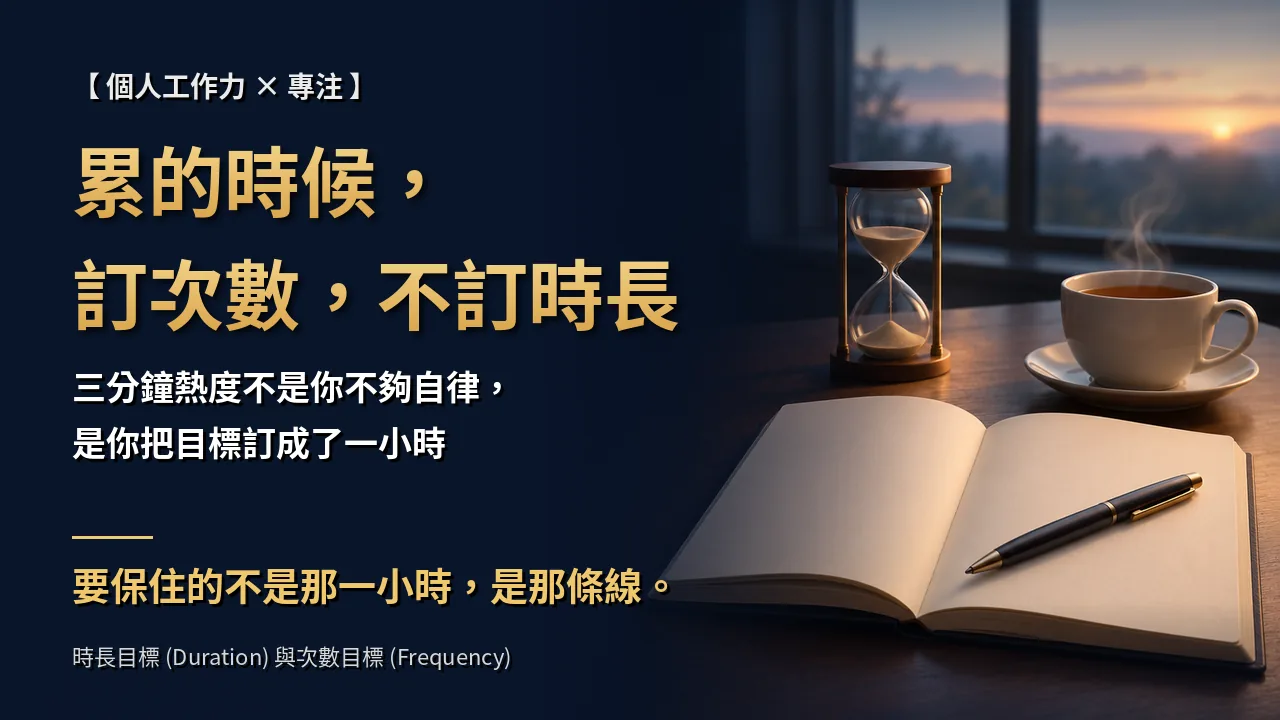 【 個人工作力 × 專注 】
累的時候，
訂次數，不訂時長
三分鐘熱度不是你不夠自律，
是你把目標訂成了一小時
要保住的不是那一小時，是那條線。
時長目標 (Duration) 與次數目標 (Frequency)